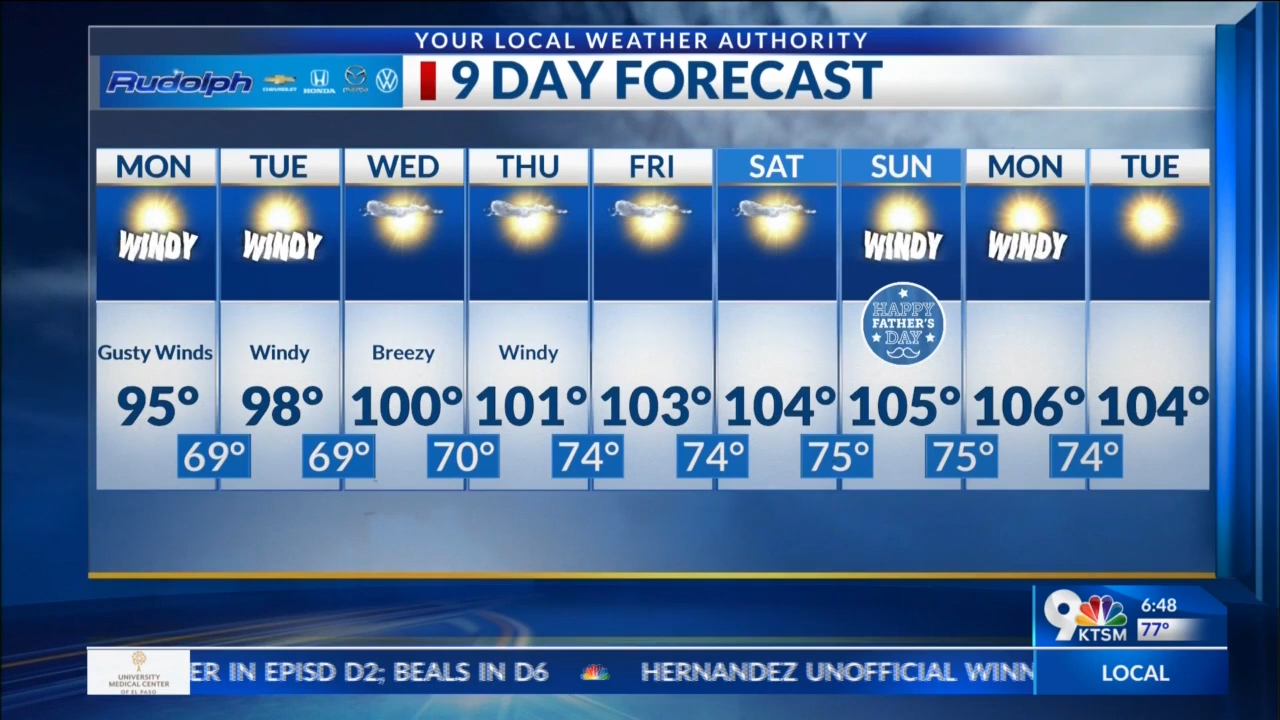 YOUR LOCAL WEATHER AUTHORITY
Rudolph CHEVROLET HONDA VW
9 DAY FORECAST
MON TUE WED THU FRI SAT SUN MON TUE
WINDY WINDY WINDY WINDY
HAPPY
FATHER'S
DAY
Gusty Winds Windy Breezy Windy
95° 98° 100° 101° 103° 104° 105° 106° 104°
69° 69° 70° 74° 74° 75° 75° 74°
9 KTSM
6:48
77°
UNIVERSITY
MEDICAL CENTER
OF EL PASO
ER IN EPISD D2; BEALS IN D6 HERNANDEZ UNOFFICIAL WINN
LOCAL